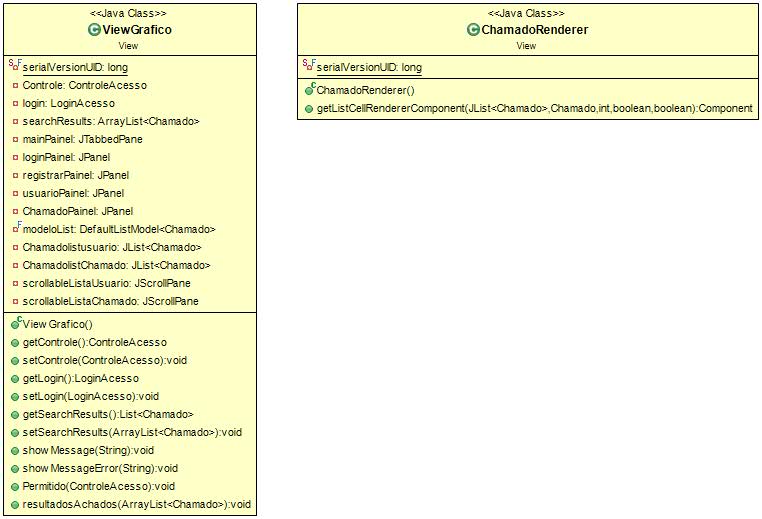 <<Java Class>>
ViewGrafico
View
serialVersionUID: long
Controle: ControleAcesso
login: LoginAcesso
searchResults: ArrayList<Chamado>
mainPainel: JTabbedPane
loginPainel: JPanel
registrarPainel: JPanel
usuarioPainel: JPanel
ChamadoPainel: JPanel
modeloList: DefaultListModel<Chamado>
Chamadolistusuario: JList<Chamado>
ChamadolistChamado: JList<Chamado>
scrollableListaUsuario: JScrollPane
scrollableListaChamado: JScrollPane
View Grafico()
getControle():ControleAcesso
setControle(ControleAcesso):void
getLogin():LoginAcesso
setLogin(LoginAcesso):void
getSearchResults():List<Chamado>
setSearchResults(ArrayList<Chamado>):void
show Message(String):void
show MessageError(String):void
Permitido(ControleAcesso):void
resultadosAchados(ArrayList<Chamado>):void
<<Java Class>>
ChamadoRenderer
View
serialVersionUID: long
ChamadoRenderer()
getListCellRendererComponent(JList<Chamado>,Chamado,int,boolean,boolean):Component